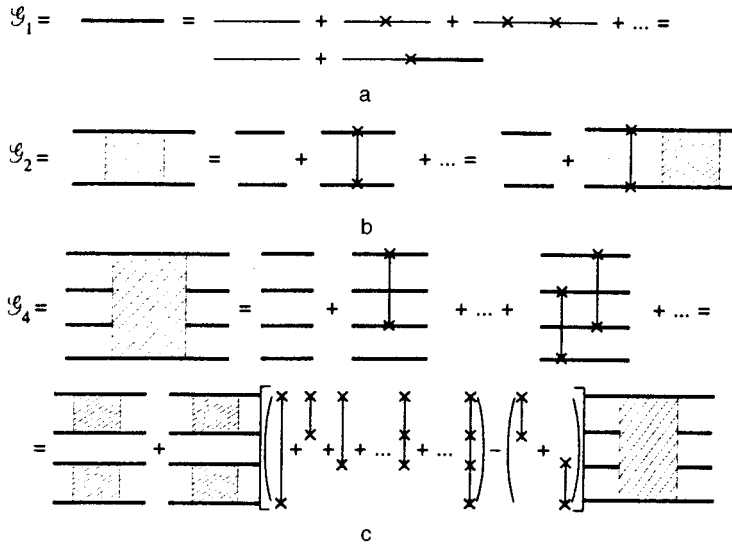 𝒢₁ = = + + + ... =
+
a
𝒢₂ = = + + ... = +
b
𝒢₄ = = + + ... + + ... =
= + [ ( + + + ... + ... ) − ( + ) ]
c